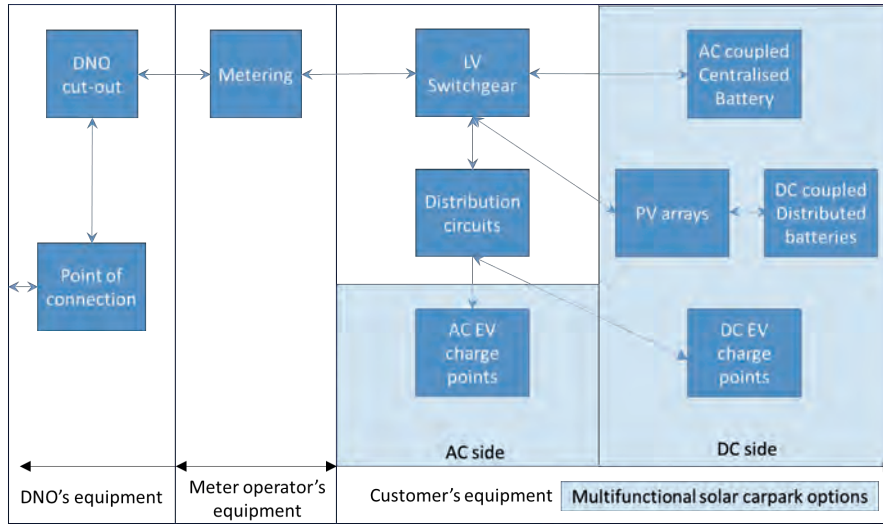 DNO
cut-out
Metering
LV
Switchgear
AC coupled
Centralised
Battery
Distribution
circuits
PV arrays
DC coupled
Distributed
batteries
Point of
connection
AC EV
charge
points
DC EV
charge
points
AC side
DC side
DNO's equipment
Meter operator's
equipment
Customer's equipment
Multifunctional solar carpark options